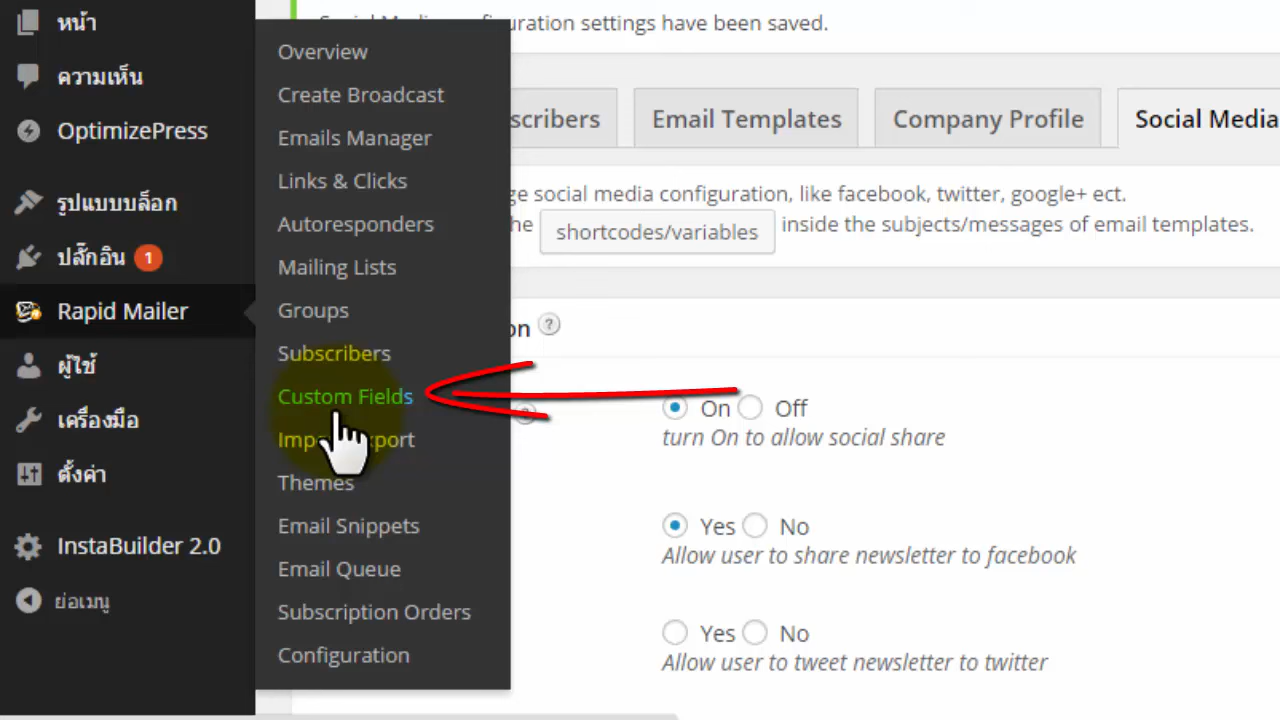 หน้า
ความเห็น
OptimizePress
รูปแบบบล็อก
ปลั๊กอิน 1
Rapid Mailer
ผู้ใช้
เครื่องมือ
ตั้งค่า
InstaBuilder 2.0
ย่อเมนู
Overview
Create Broadcast
Emails Manager
Links & Clicks
Autoresponders
Mailing Lists
Groups
Subscribers
Custom Fields
Themes
Email Snippets
Email Queue
Subscription Orders
Configuration
settings have been saved.
scribers Email Templates Company Profile Social Media
ge social media configuration, like facebook, twitter, google+ ect.
he shortcodes/variables inside the subjects/messages of email templates.
on ?
On Off
turn On to allow social share
Yes No
Allow user to share newsletter to facebook
Yes No
Allow user to tweet newsletter to twitter